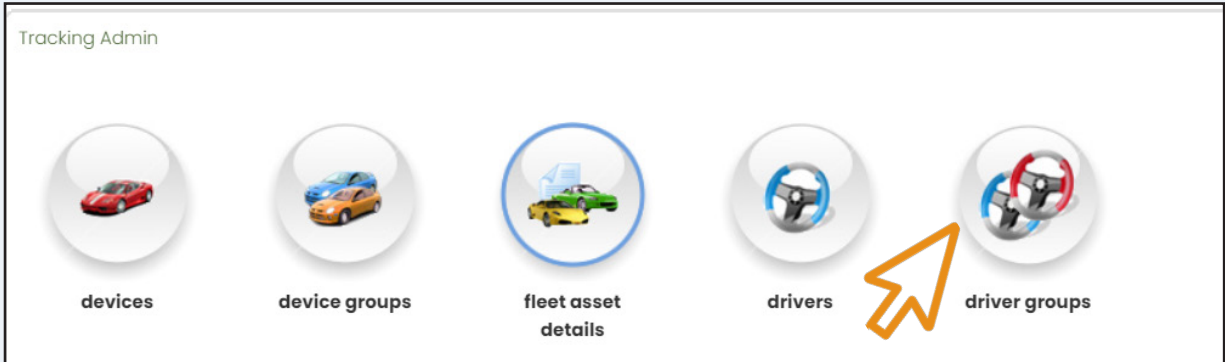 Tracking Admin
devices
device groups
fleet asset
details
drivers
driver groups